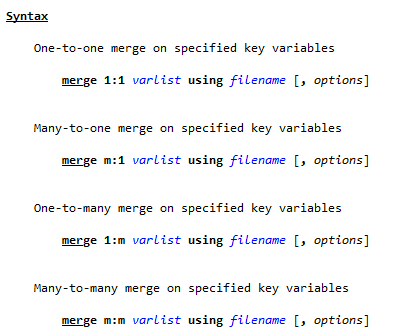 Syntax
One-to-one merge on specified key variables
merge 1:1 varlist using filename [, options]
Many-to-one merge on specified key variables
merge m:1 varlist using filename [, options]
One-to-many merge on specified key variables
merge 1:m varlist using filename [, options]
Many-to-many merge on specified key variables
merge m:m varlist using filename [, options]